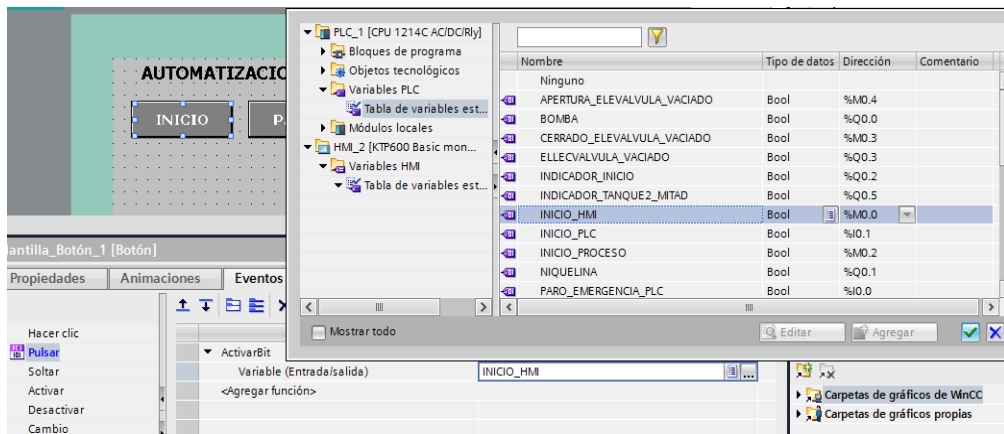 AUTOMATIZACIO
INICIO
P
PLC_1 [CPU 1214C AC/DC/Rly]
Bloques de programa
Objetos tecnológicos
Variables PLC
Tabla de variables est...
Módulos locales
HMI_2 [KTP600 Basic mon...
Variables HMI
Tabla de variables est...
Nombre Tipo de datos Dirección Comentario
Ninguno
APERTURA_ELEVALVULA_VACIADO Bool %M0.4
BOMBA Bool %Q0.0
CERRADO_ELEVALVULA_VACIADO Bool %M0.3
ELLECVALVULA_VACIADO Bool %Q0.3
INDICADOR_INICIO Bool %Q0.2
INDICADOR_TANQUE2_MITAD Bool %Q0.5
INICIO_HMI Bool %M0.0
INICIO_PLC Bool %I0.1
INICIO_PROCESO Bool %M0.2
NIQUELINA Bool %Q0.1
PARO_EMERGENCIA_PLC Bool %I0.0
Mostrar todo
Editar Agregar
lantilla_Botón_1 [Botón]
Propiedades Animaciones Eventos
Hacer clic
Pulsar
Soltar
Activar
Desactivar
Cambio
ActivarBit
Variable (Entrada/salida) INICIO_HMI
<Agregar función>
Carpetas de gráficos de WinCC
Carpetas de gráficos propias